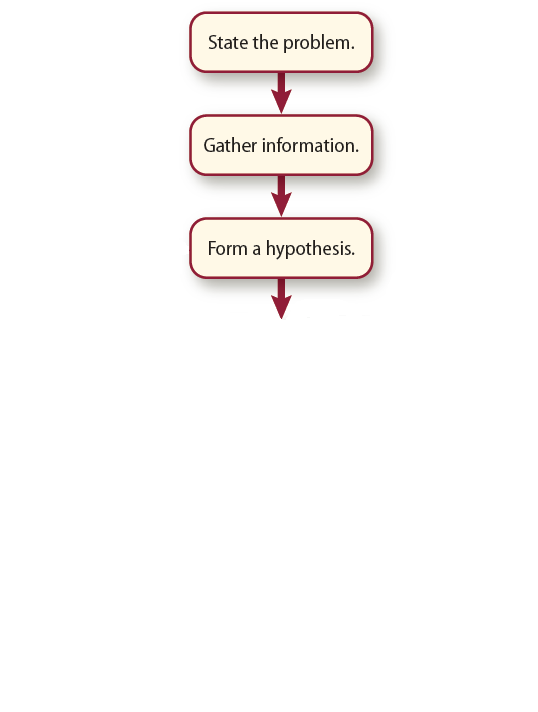 State the problem.
Gather information.
Form a hypothesis.